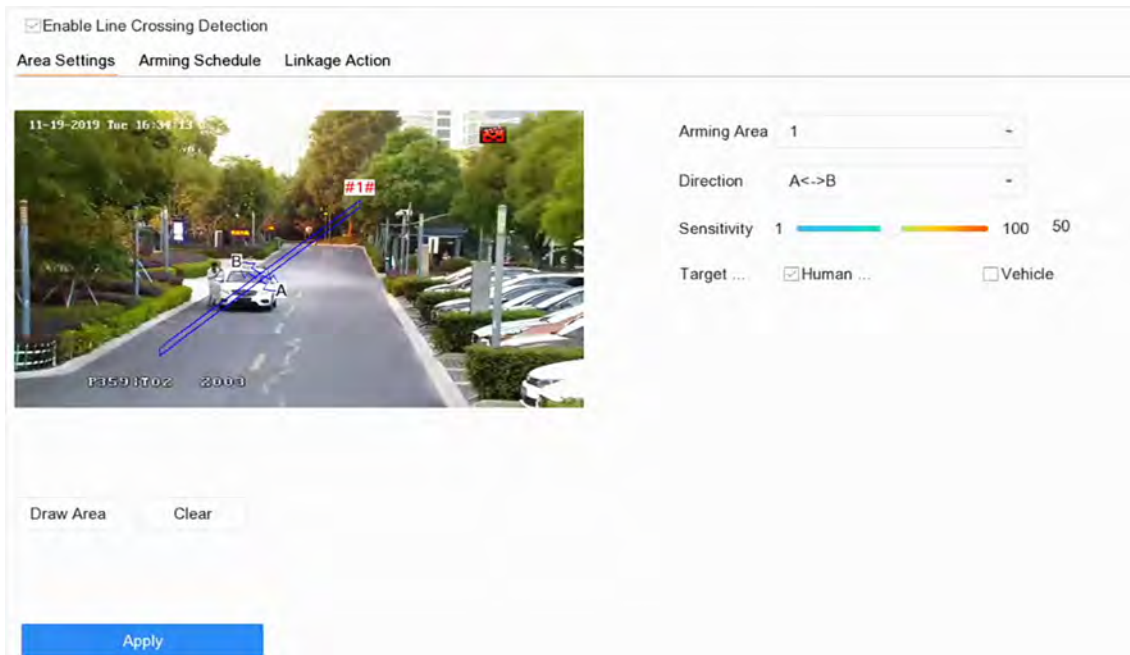 Enable Line Crossing Detection
Area Settings Arming Schedule Linkage Action
11-19-2019 Tue 16:34:13
#1#
B
A
2003
Arming Area 1
Direction A<->B
Sensitivity 1 100 50
Target ... Human ... Vehicle
Draw Area Clear
Apply